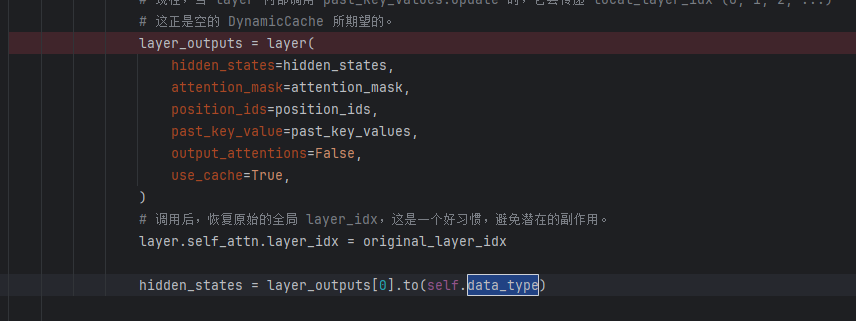 # 现在，当 layer 内部调用 past_key_values.update 时，它会传递 local_layer_idx (0, 1, 2, ...)
# 这正是空的 DynamicCache 所期望的。
layer_outputs = layer(
hidden_states=hidden_states,
attention_mask=attention_mask,
position_ids=position_ids,
past_key_value=past_key_values,
output_attentions=False,
use_cache=True,
)
# 调用后，恢复原始的全局 layer_idx，这是一个好习惯，避免潜在的副作用。
layer.self_attn.layer_idx = original_layer_idx
hidden_states = layer_outputs[0].to(self.data_type)